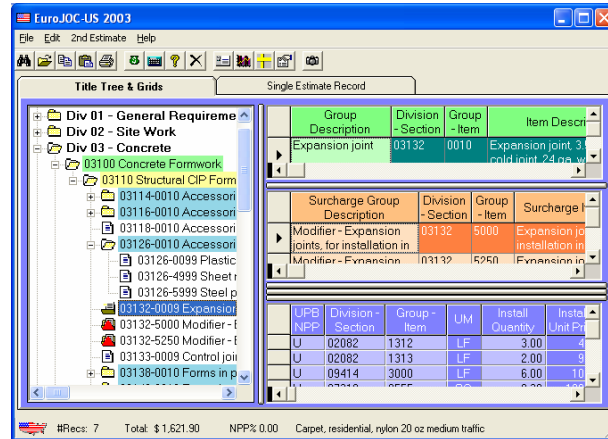 EuroJOC-US 2003
File Edit 2nd Estimate Help
Title Tree & Grids
Single Estimate Record
Div 01 - General Requireme
Div 02 - Site Work
Div 03 - Concrete
03100 Concrete Formwork
03110 Structural CIP Form
03114-0010 Accessori
03116-0010 Accessori
03118-0010 Accessori
03126-0010 Accessori
03126-0099 Plastic
03126-4999 Sheet r
03126-5999 Steel p
03132-0009 Expansion
03132-5000 Modifier - E
03132-5250 Modifier - E
03133-0009 Control join
03138-0010 Forms in p
Group Description Division - Section Group - Item Item Descri
Expansion joint 03132 0010 Expansion joint, 3.
cold joint, 24 ga, w
Surcharge Group Description Division - Section Group - Item Surcharge
Modifier - Expansion joints, for installation in 03132 5000 Expansion jo
installation in
Modifier - Expansion 03132 5250 Expansion jo
UPB NPP Division - Section Group - Item UM Install Quantity Instal Unit Pri
U 02082 1312 LF 3.00 4
U 02082 1313 LF 2.00 9
U 09414 3000 LF 6.00 10
#Recs: 7 Total: $ 1,621.90 NPP% 0.00 Carpet, residential, nylon 20 oz medium traffic